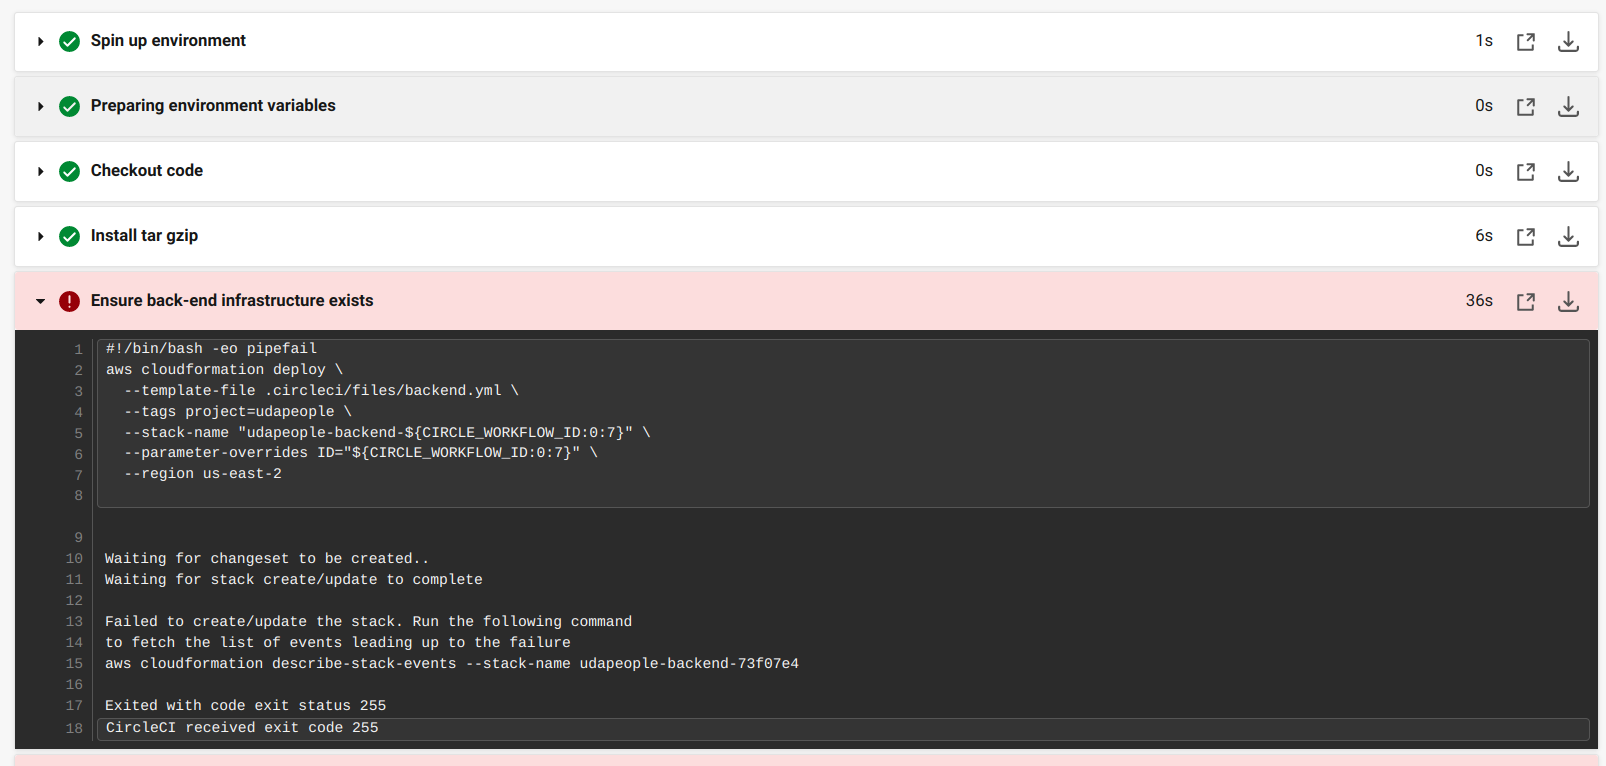 Spin up environment 1s
Preparing environment variables 0s
Checkout code 0s
Install tar gzip 6s
Ensure back-end infrastructure exists 36s
1 #!/bin/bash -eo pipefail
2 aws cloudformation deploy \
3 --template-file .circleci/files/backend.yml \
4 --tags project=udapeople \
5 --stack-name "udapeople-backend-${CIRCLE_WORKFLOW_ID:0:7}" \
6 --parameter-overrides ID="${CIRCLE_WORKFLOW_ID:0:7}" \
7 --region us-east-2
8
9
10 Waiting for changeset to be created..
11 Waiting for stack create/update to complete
12
13 Failed to create/update the stack. Run the following command
14 to fetch the list of events leading up to the failure
15 aws cloudformation describe-stack-events --stack-name udapeople-backend-73f07e4
16
17 Exited with code exit status 255
18 CircleCI received exit code 255